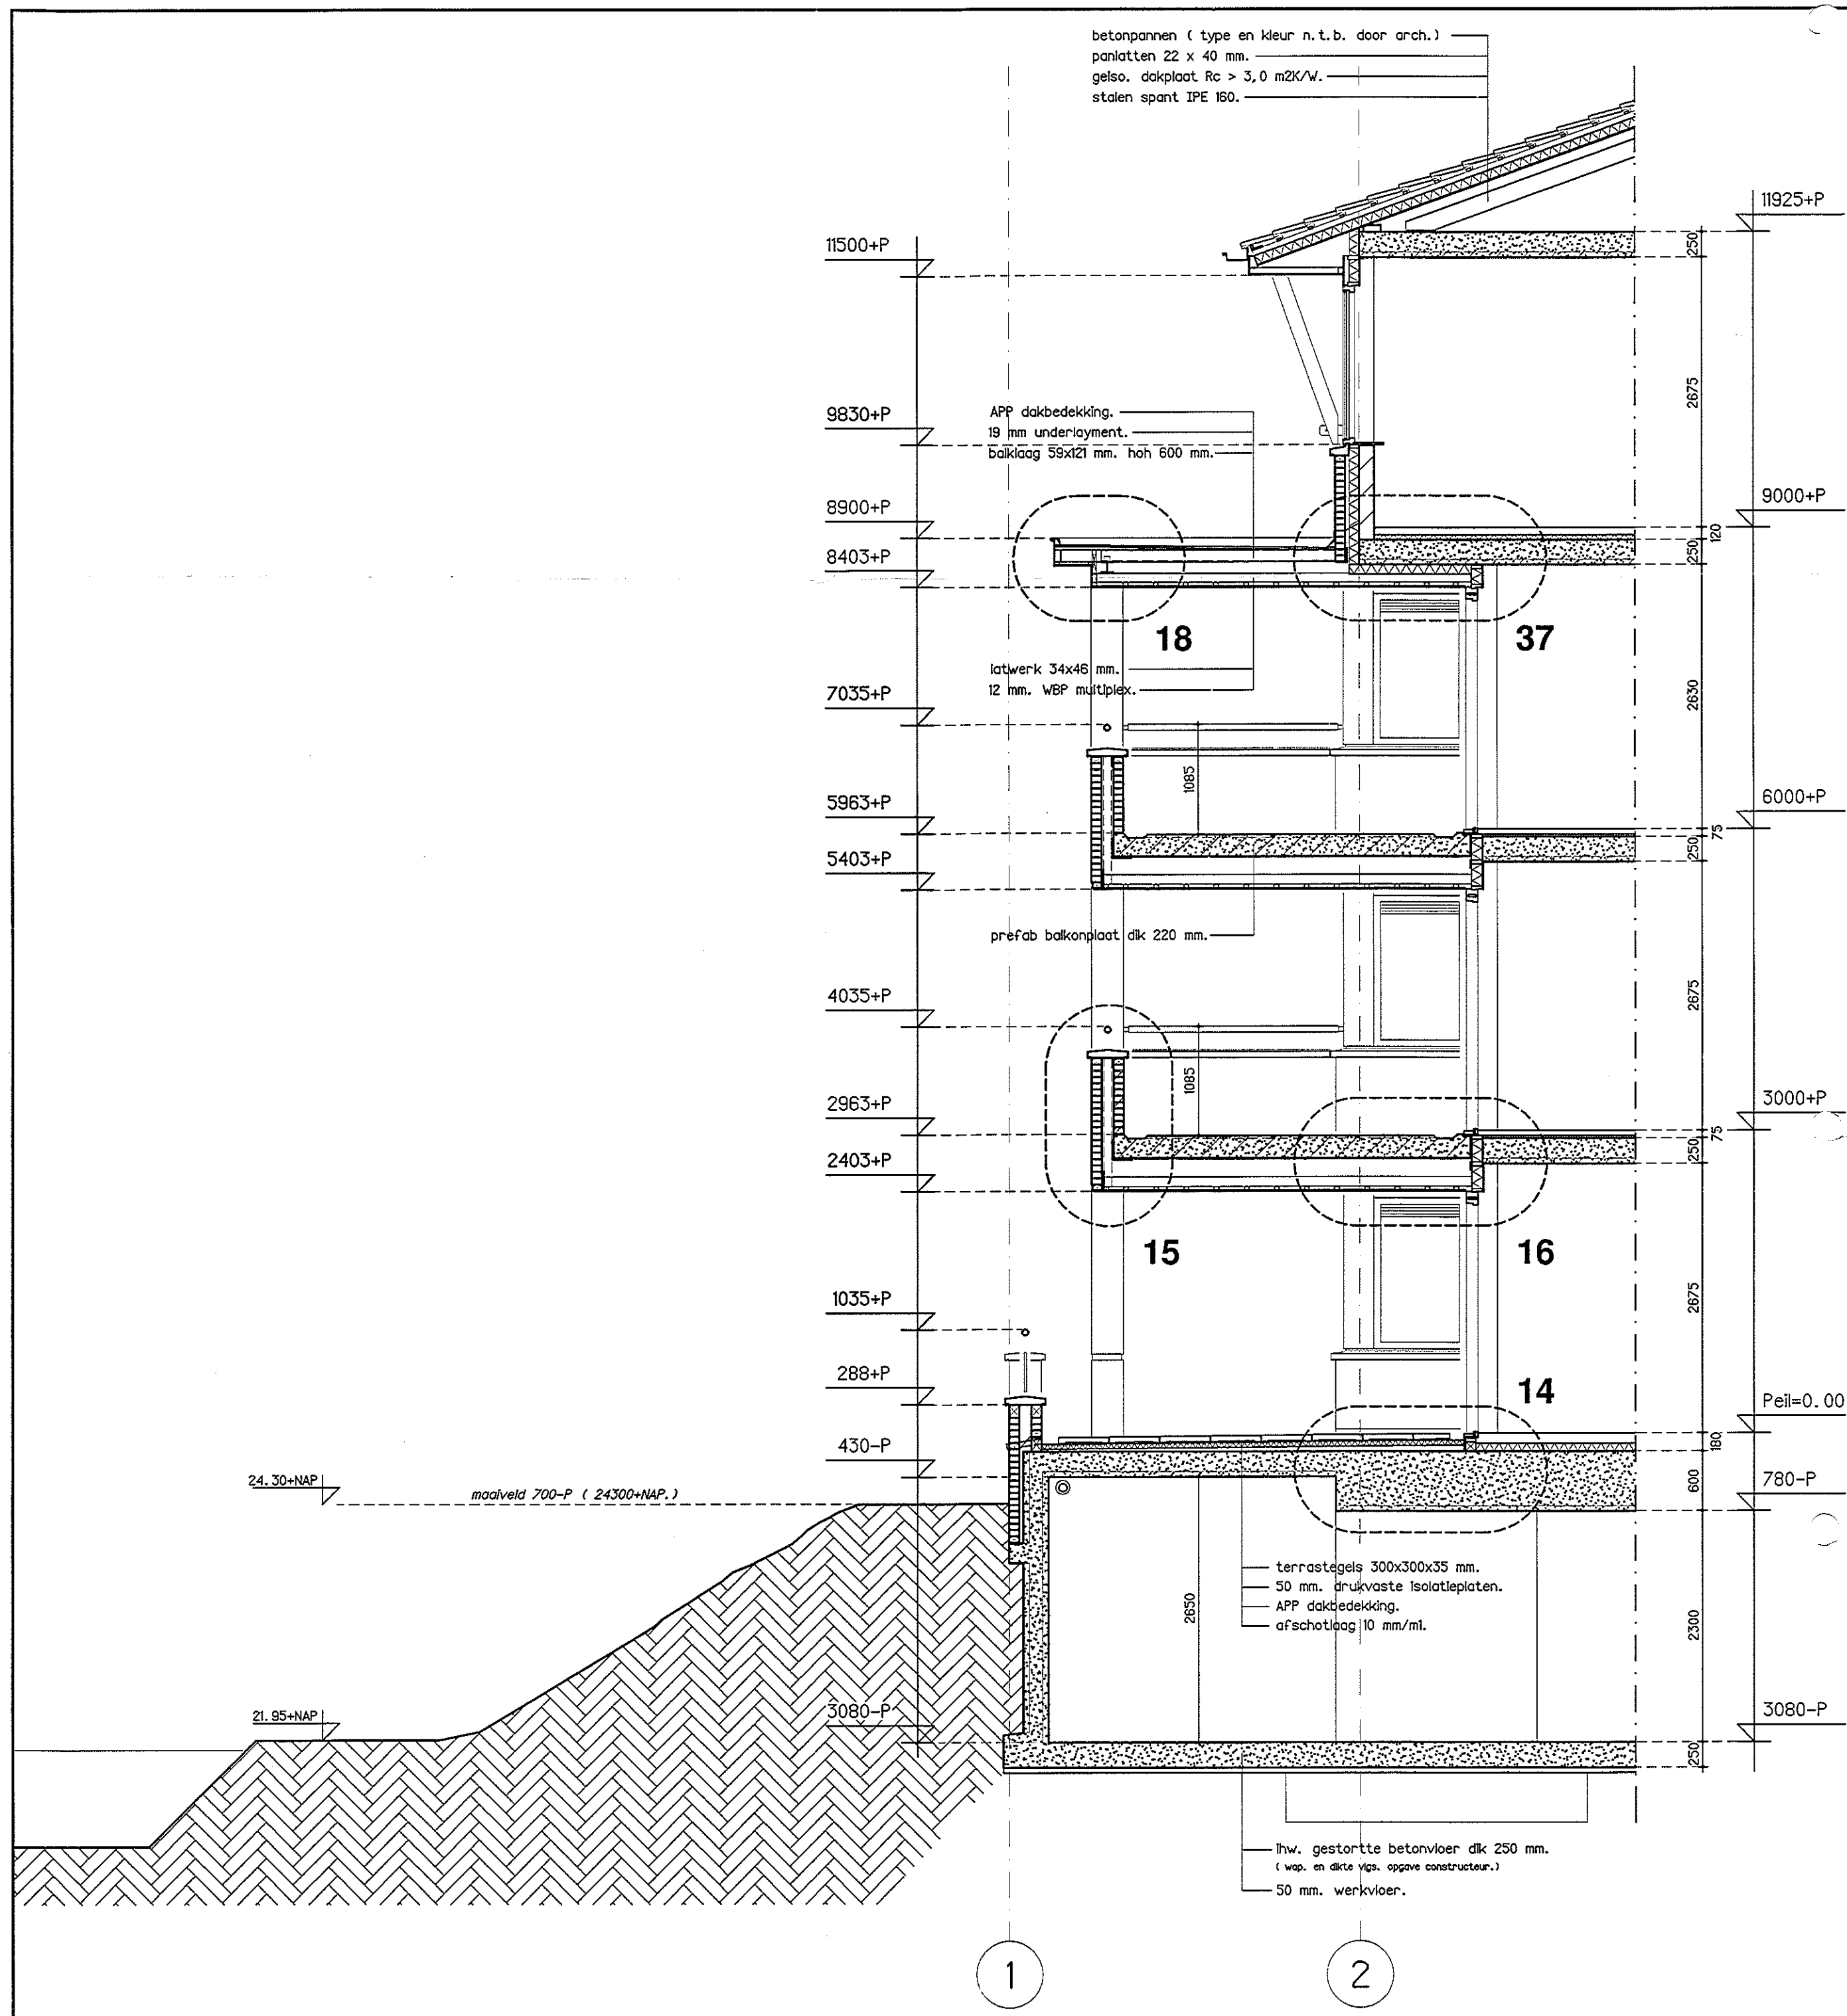 betonpannen ( type en kleur n.t.b. door arch.)
panlatten 22 x 40 mm.
geïso. dakplaat Rc > 3,0 m2K/W.
stalen spant IPE 160.
11925+P
11500+P
250
2675
9830+P
APP dakbedekking.
19 mm underlayment.
balklaag 59x121 mm. hoh 600 mm.
8900+P
9000+P
120
250
8403+P
18
37
latwerk 34x46 mm.
12 mm. WBP multiplex.
7035+P
2630
1085
5963+P
6000+P
75
250
5403+P
prefab balkonplaat dik 220 mm.
4035+P
2675
1085
2963+P
3000+P
75
250
2403+P
15
16
1035+P
2675
288+P
14
Peil=0.00
430-P
180
24.30+NAP
maaiveld 700-P ( 24300+NAP.)
600
780-P
terrastegels 300x300x35 mm.
50 mm. drukvaste isolatieplaten.
APP dakbedekking.
afschotlaag 10 mm/m1.
2650
2300
21.95+NAP
3080-P
3080-P
250
ihw. gestortte betonvloer dik 250 mm.
( wap. en dikte vlgs. opgave constructeur.)
50 mm. werkvloer.
1
2